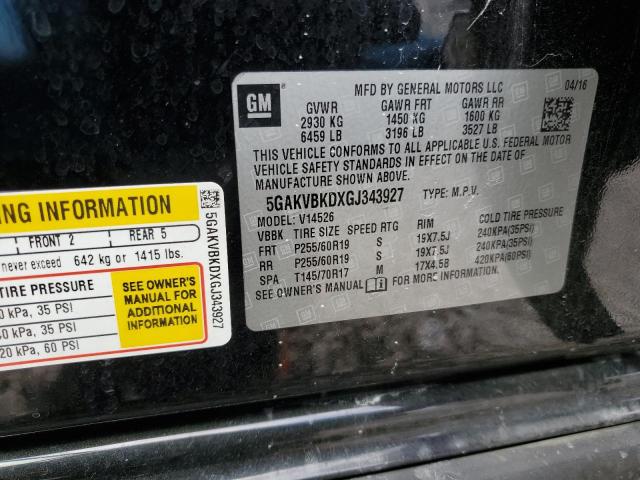 GM
MFD BY GENERAL MOTORS LLC 04/16
GVWR GAWR FRT GAWR RR
2930 KG 1450 KG 1600 KG
6459 LB 3196 LB 3527 LB
THIS VEHICLE CONFORMS TO ALL APPLICABLE U.S. FEDERAL MOTOR
VEHICLE SAFETY STANDARDS IN EFFECT ON THE DATE OF
MANUFACTURE SHOWN ABOVE.
5GAKVBKDXGJ343927 TYPE: M.P.V.
MODEL: V14526
VBBK TIRE SIZE SPEED RTG RIM COLD TIRE PRESSURE
FRT P255/60R19 S 19X7.5J 240KPA(35PSI)
RR P255/60R19 S 19X7.5J 240KPA(35PSI)
SPA T145/70R17 M 17X4.5B 420KPA(60PSI)
SEE OWNER'S MANUAL FOR MORE INFORMATION.
ING INFORMATION
FRONT 2 REAR 5
never exceed 642 kg or 1415 lbs.
TIRE PRESSURE
0 kPa, 35 PSI
40 kPa, 35 PSI
20 kPa, 60 PSI
SEE OWNER'S
MANUAL FOR
ADDITIONAL
INFORMATION
5GAKVBKDXGJ343927